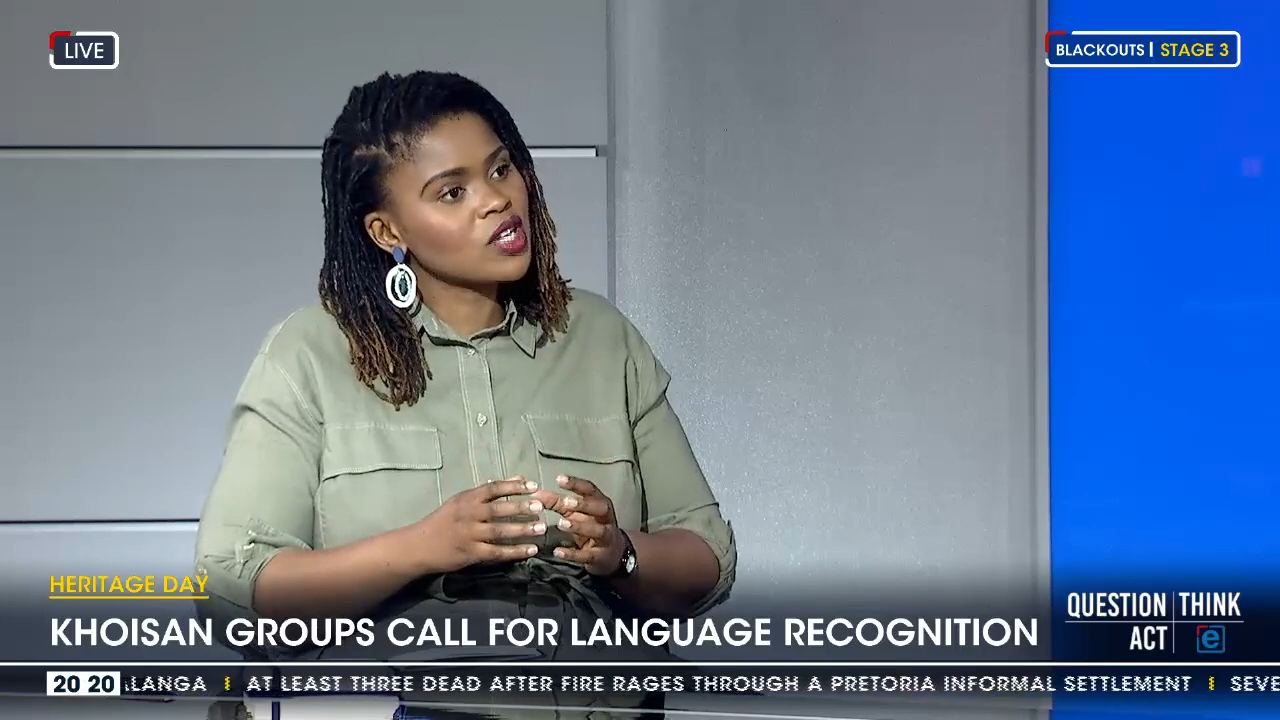 LIVE
BLACKOUTS | STAGE 3
HERITAGE DAY
KHOISAN GROUPS CALL FOR LANGUAGE RECOGNITION
QUESTION THINK
ACT e
20 20 LANGA AT LEAST THREE DEAD AFTER FIRE RAGES THROUGH A PRETORIA INFORMAL SETTLEMENT SEVE